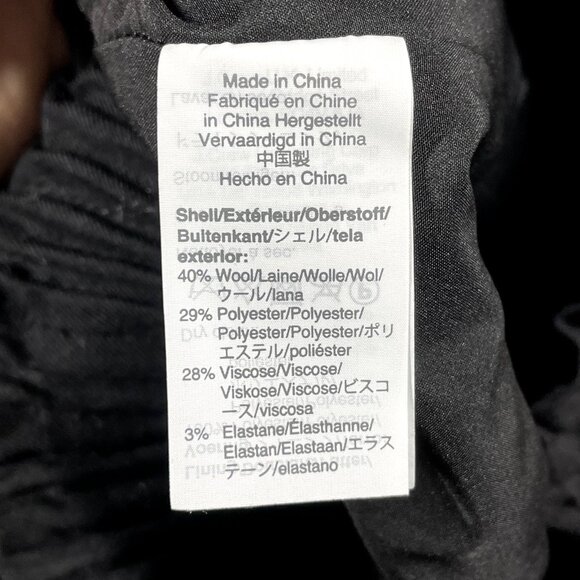 Made in China
Fabriqué en Chine
in China Hergestellt
Vervaardigd in China
中国製
Hecho en China
Shell/Extérieur/Oberstoff/
Buitenkant/シェル/tela
exterior:
40% Wool/Laine/Wolle/Wol/
ウール/lana
29% Polyester/Polyester/
Polyester/Polyester/ポリ
エステル/poliéster
28% Viscose/Viscose/
Viskose/Viscose/ビスコ
ース/viscosa
3% Elastane/Élasthanne/
Elastan/Elastaan/エラス
テーン/elastano